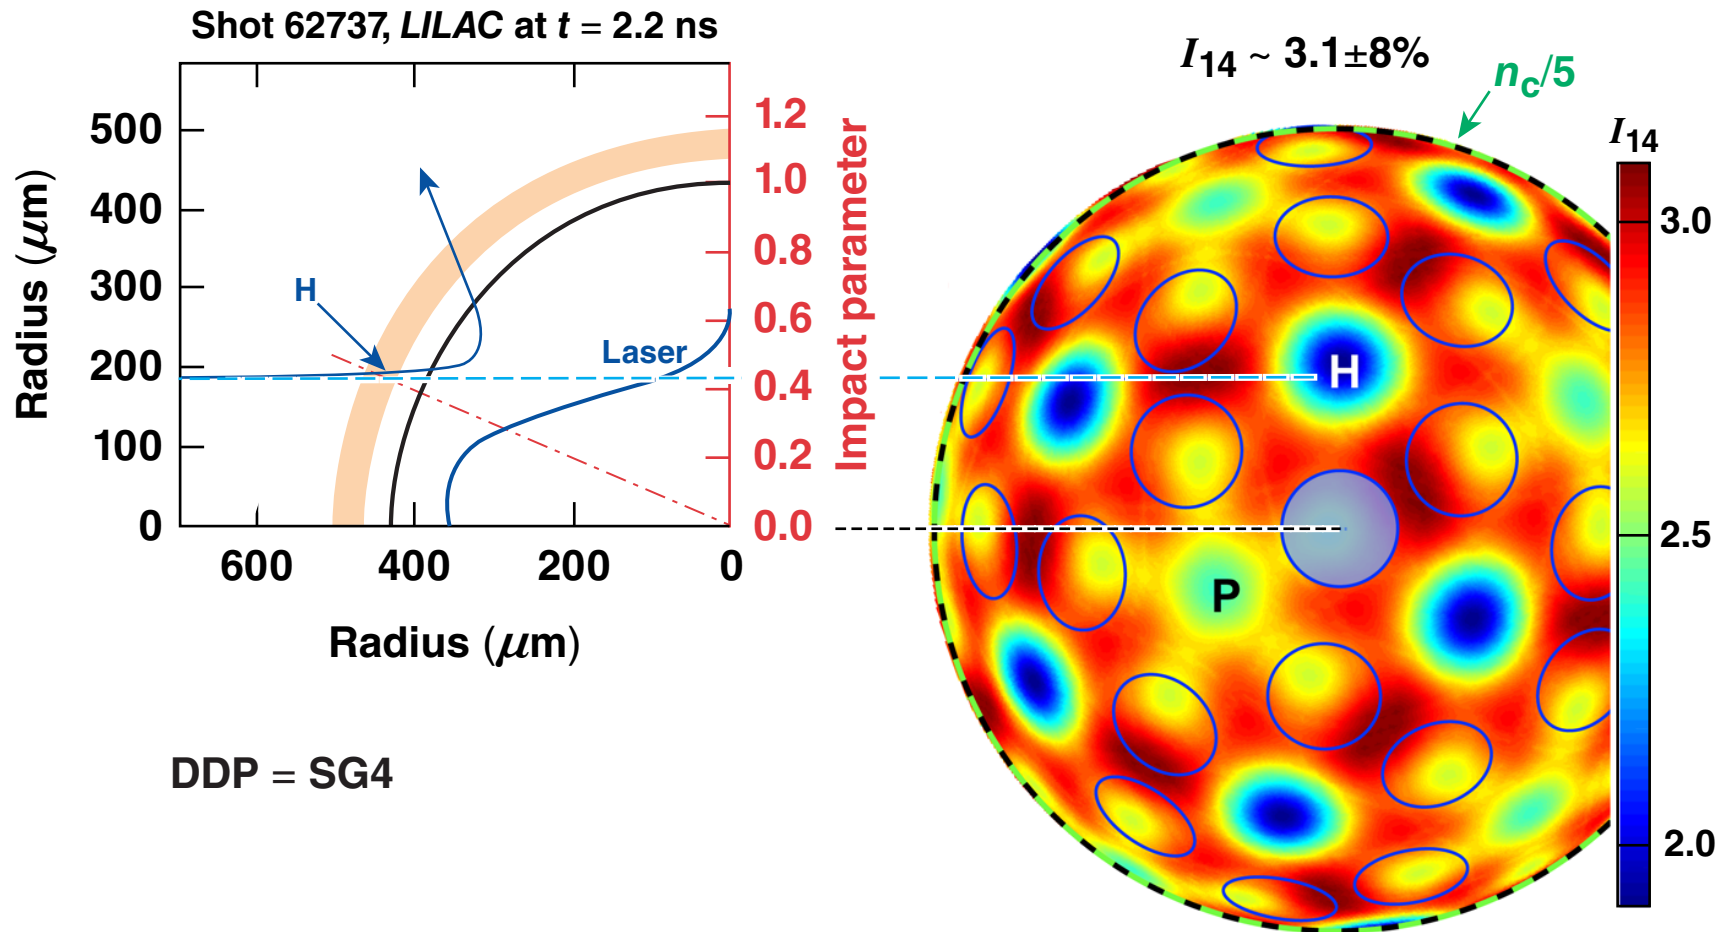 Shot 62737, LILAC at t = 2.2 ns
Radius (μm)
500
400
300
200
100
0
600
400
200
0
Radius (μm)
H
Laser
1.2
1.0
0.8
0.6
0.4
0.2
0.0
Impact parameter
DDP = SG4
I14 ~ 3.1±8%
nc/5
H
P
I14
3.0
2.5
2.0